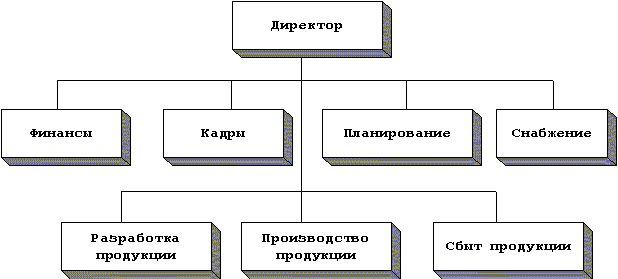 Директор
Финансы
Кадры
Планирование
Снабжение
Разработка
продукции
Производство
продукции
Сбыт продукции